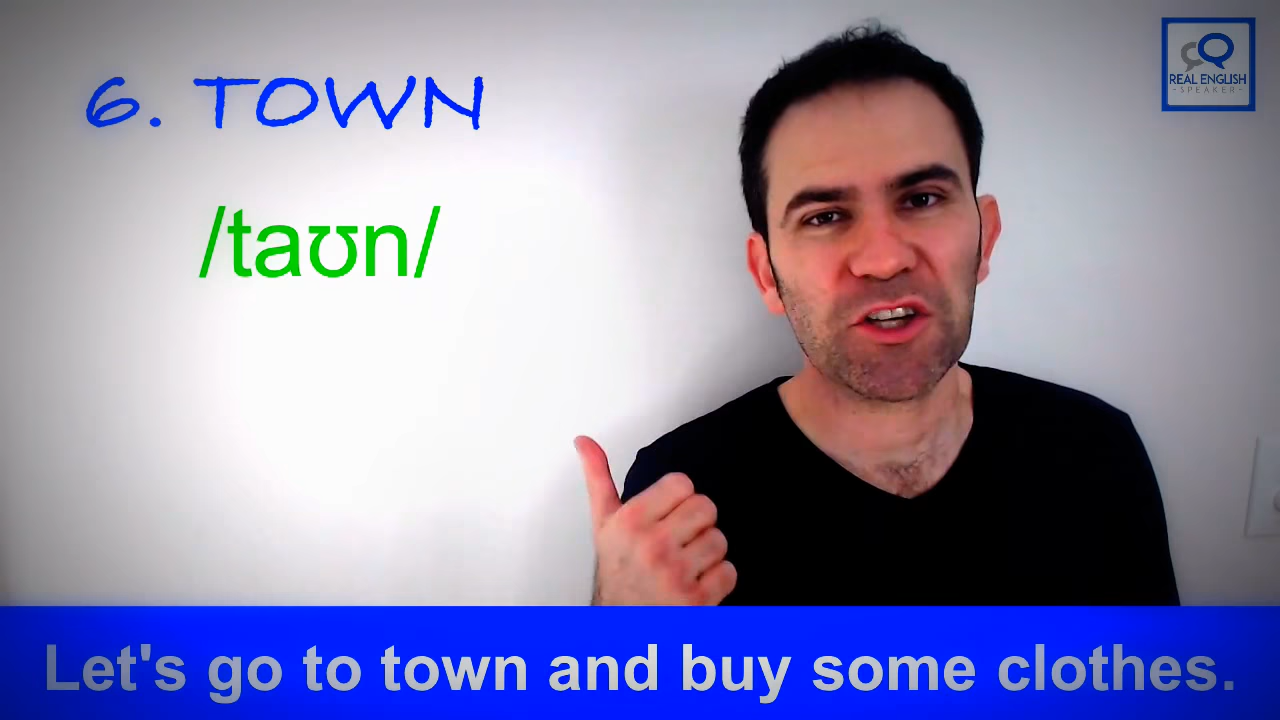 6. TOWN
/taʊn/
REAL ENGLISH
-SPEAKER-
Let's go to town and buy some clothes.